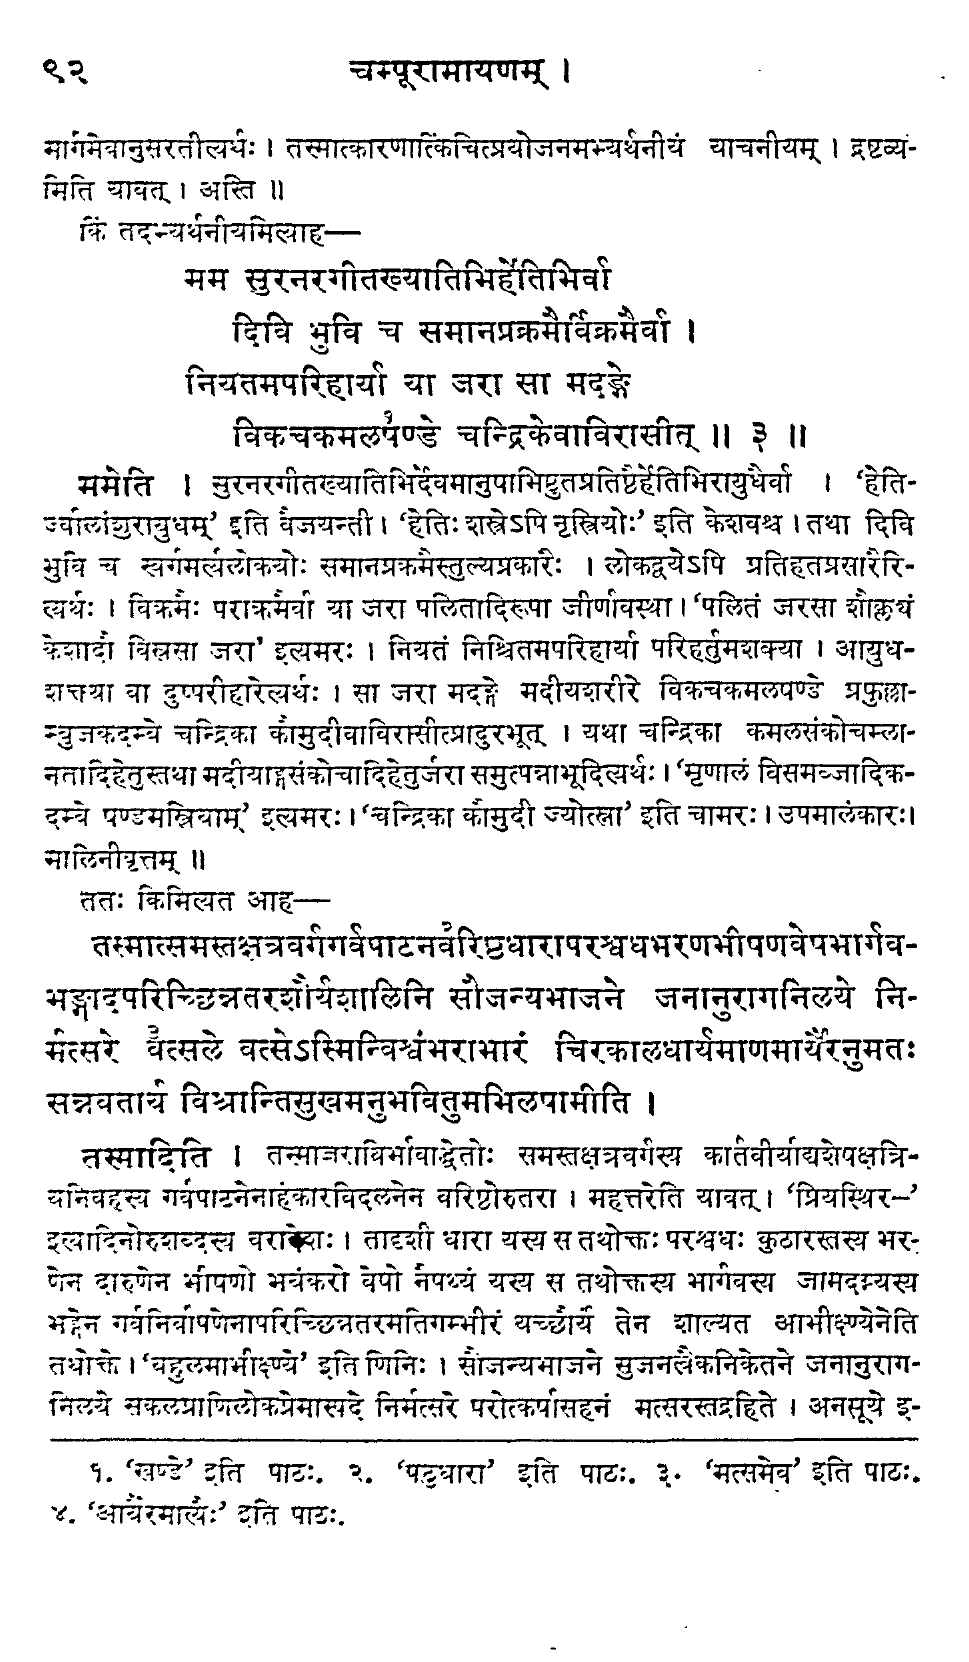 ९२ चम्पूरामायणम् ।
मार्गमेवानुसरतीत्यर्थः । तस्मात्कारणात्किंचित्प्रयोजनमभ्यर्थनीयं याचनीयम् । द्रष्टव्य-
मिति यावत् । अस्ति ॥
किं तदभ्यर्थनीयमित्याह—
मम सुरनरगीतख्यातिभिर्हेतिभिर्वा
दिवि भुवि च समानप्रक्रमैर्विक्रमैर्वा ।
नियतमपरिहार्या या जरा सा मदङ्गे
विकचकमलषण्डे चन्द्रिकेवाविरासीत् ॥ ३ ॥
ममेति । सुरनरगीतख्यातिभिर्देवमानुषाभिष्टुतप्रतिष्ठैर्हेतिभिरायुधैर्वा । ‘हेति-
र्ज्वालांशुरायुधम्’ इति वैजयन्ती । ‘हेतिः शस्त्रेऽपि नृस्त्रियोः’ इति केशवश्च । तथा दिवि
भुवि च स्वर्गमर्त्यलोकयोः समानप्रक्रमैस्तुल्यप्रकारैः । लोकद्वयेऽपि प्रतिहतप्रसारैरि-
त्यर्थः । विक्रमैः पराक्रमैर्वा या जरा पलितादिरूपा जीर्णावस्था । ‘पलितं जरसा शौक्ल्यं
केशादौ विस्रसा जरा’ इत्यमरः । नियतं निश्चितमपरिहार्या परिहर्तुमशक्या । आयुध-
शक्त्या वा दुष्परीहारेत्यर्थः । सा जरा मदङ्गे मदीयशरीरे विकचकमलषण्डे प्रफुल्ला-
म्बुजकदम्बे चन्द्रिका कौमुदीवाविरासीत्प्रादुरभूत् । यथा चन्द्रिका कमलसंकोचम्ला-
नतादिहेतुस्तथा मदीयाङ्गसंकोचादिहेतुर्जरा समुत्पन्नाभूदित्यर्थः । ‘मृणालं विसमब्जादिक-
दम्बे षण्डमस्त्रियाम्’ इत्यमरः । ‘चन्द्रिका कौमुदी ज्योत्स्ना’ इति चामरः । उपमालंकारः ।
मालिनीवृत्तम् ॥
ततः किमित्यत आह—
तस्मात्समस्तक्षत्रवर्गगर्वपाटनवरिष्ठधारापरश्वधभरणभीषणवेषभार्गव-
भङ्गादपरिच्छिन्नतरशौर्यशालिनि सौजन्यभाजने जनानुरागनिलये नि-
र्मत्सरे वत्सले वत्सेऽस्मिन्विश्वंभराभारं चिरकालधार्यमाणमार्यैरनुमतः
सन्नवतार्य विश्रान्तिसुखमनुभवितुमभिलषामीति ।
तस्मादिति । तस्माज्जराविर्भावाद्धेतोः समस्तक्षत्रवर्गस्य कार्तवीर्याद्यशेषक्षत्रि-
यनिवहस्य गर्वपाटनेनाहंकारविदलनेन वरिष्ठोरुतरा । महत्तरेति यावत् । ‘प्रियस्थिर–’
इत्यादिनोरुशब्दस्य वरादेशः । तादृशी धारा यस्य स तथोक्तः परश्वधः कुठारस्तस्य भर-
णेन दारुणेन भीषणो भयंकरो वेषो नेपथ्यं यस्य स तथोक्तस्य भार्गवस्य जामदग्न्यस्य
भङ्गेन गर्वनिर्वापणेनापरिच्छिन्नतरमतिगम्भीरं यच्छौर्यं तेन शाल्यत आभीक्ष्ण्येनेति
तथोक्ते । ‘बहुलमाभीक्ष्ण्ये’ इति णिनिः । सौजन्यभाजने सुजनत्वैकनिकेतने जनानुराग-
निलये सकलप्राणिलोकप्रेमास्पदे निर्मत्सरे परोत्कर्षासहनं मत्सरस्तद्रहिते । अनसूये इ-
१. ‘खण्डे’ इति पाठः. २. ‘पटुधारा’ इति पाठः. ३. ‘मत्समेव’ इति पाठः.
४. ‘आर्यैरमात्यैः’ इति पाठः.